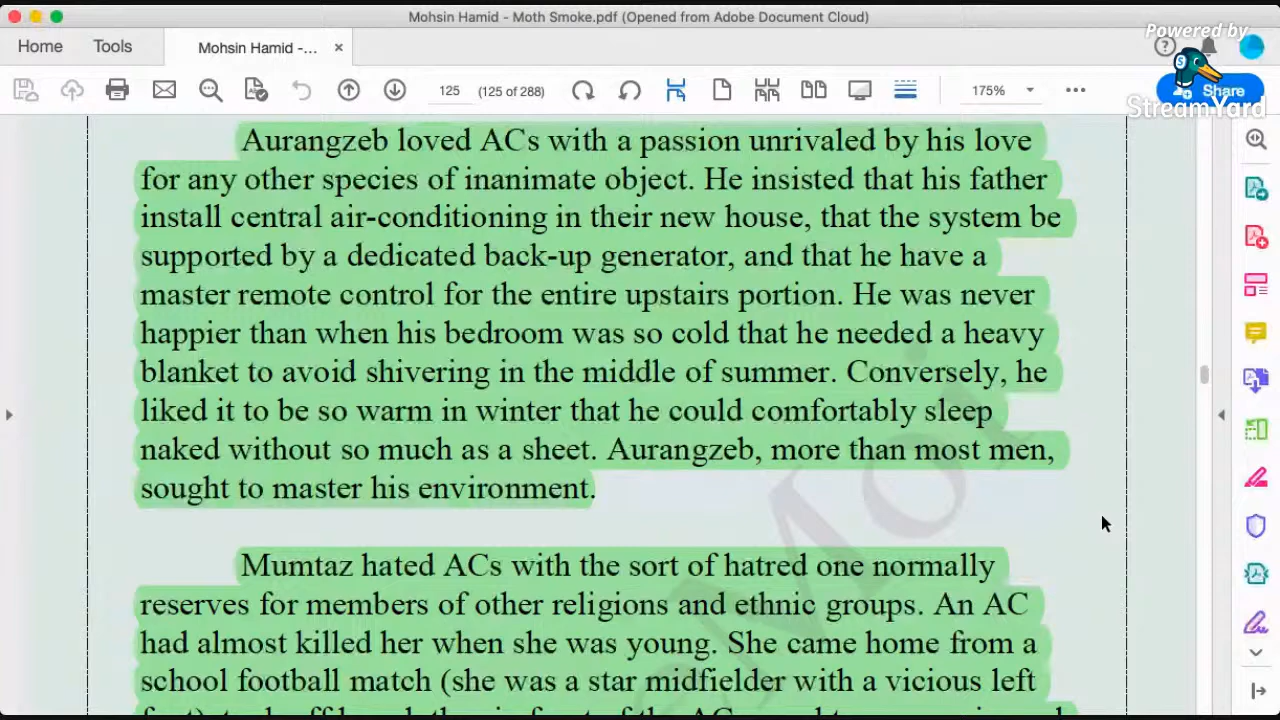 Mohsin Hamid - Moth Smoke.pdf (Opened from Adobe Document Cloud)
Powered by
Home
Tools
Mohsin Hamid -...
125
(125 of 288)
175%
Share
StreamYard
Aurangzeb loved ACs with a passion unrivaled by his love
for any other species of inanimate object. He insisted that his father
install central air-conditioning in their new house, that the system be
supported by a dedicated back-up generator, and that he have a
master remote control for the entire upstairs portion. He was never
happier than when his bedroom was so cold that he needed a heavy
blanket to avoid shivering in the middle of summer. Conversely, he
liked it to be so warm in winter that he could comfortably sleep
naked without so much as a sheet. Aurangzeb, more than most men,
sought to master his environment.
Mumtaz hated ACs with the sort of hatred one normally
reserves for members of other religions and ethnic groups. An AC
had almost killed her when she was young. She came home from a
school football match (she was a star midfielder with a vicious left